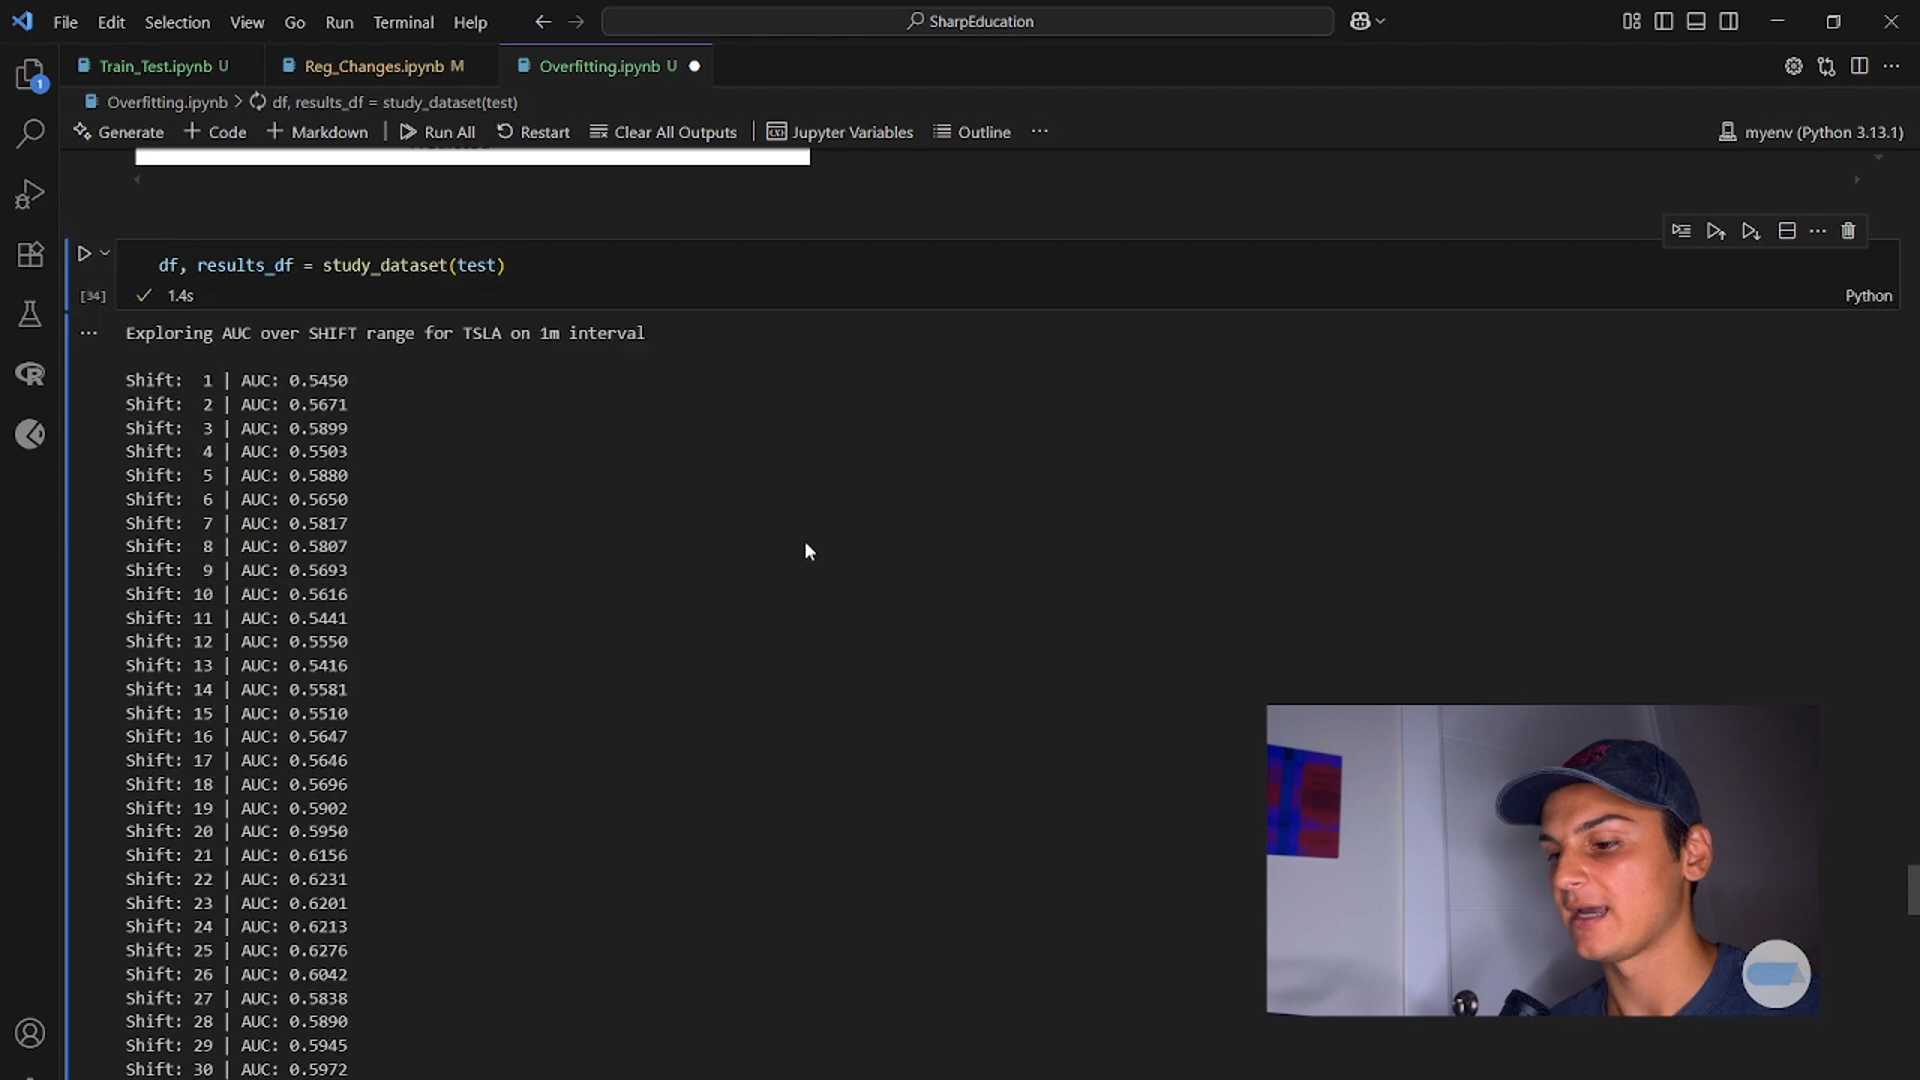 File Edit Selection View Go Run Terminal Help SharpEducation
1 Train_Test.ipynb U Reg_Changes.ipynb M Overfitting.ipynb U
Overfitting.ipynb > df, results_df = study_dataset(test)
Generate + Code + Markdown | Run All Restart Clear All Outputs | Jupyter Variables Outline ··· myenv (Python 3.13.1)
df, results_df = study_dataset(test)
[34] ✓ 1.4s Python
··· Exploring AUC over SHIFT range for TSLA on 1m interval
Shift:  1 | AUC: 0.5450
Shift:  2 | AUC: 0.5671
Shift:  3 | AUC: 0.5899
Shift:  4 | AUC: 0.5503
Shift:  5 | AUC: 0.5880
Shift:  6 | AUC: 0.5650
Shift:  7 | AUC: 0.5817
Shift:  8 | AUC: 0.5807
Shift:  9 | AUC: 0.5693
Shift: 10 | AUC: 0.5616
Shift: 11 | AUC: 0.5441
Shift: 12 | AUC: 0.5550
Shift: 13 | AUC: 0.5416
Shift: 14 | AUC: 0.5581
Shift: 15 | AUC: 0.5510
Shift: 16 | AUC: 0.5647
Shift: 17 | AUC: 0.5646
Shift: 18 | AUC: 0.5696
Shift: 19 | AUC: 0.5902
Shift: 20 | AUC: 0.5950
Shift: 21 | AUC: 0.6156
Shift: 22 | AUC: 0.6231
Shift: 23 | AUC: 0.6201
Shift: 24 | AUC: 0.6213
Shift: 25 | AUC: 0.6276
Shift: 26 | AUC: 0.6042
Shift: 27 | AUC: 0.5838
Shift: 28 | AUC: 0.5890
Shift: 29 | AUC: 0.5945
Shift: 30 | AUC: 0.5972